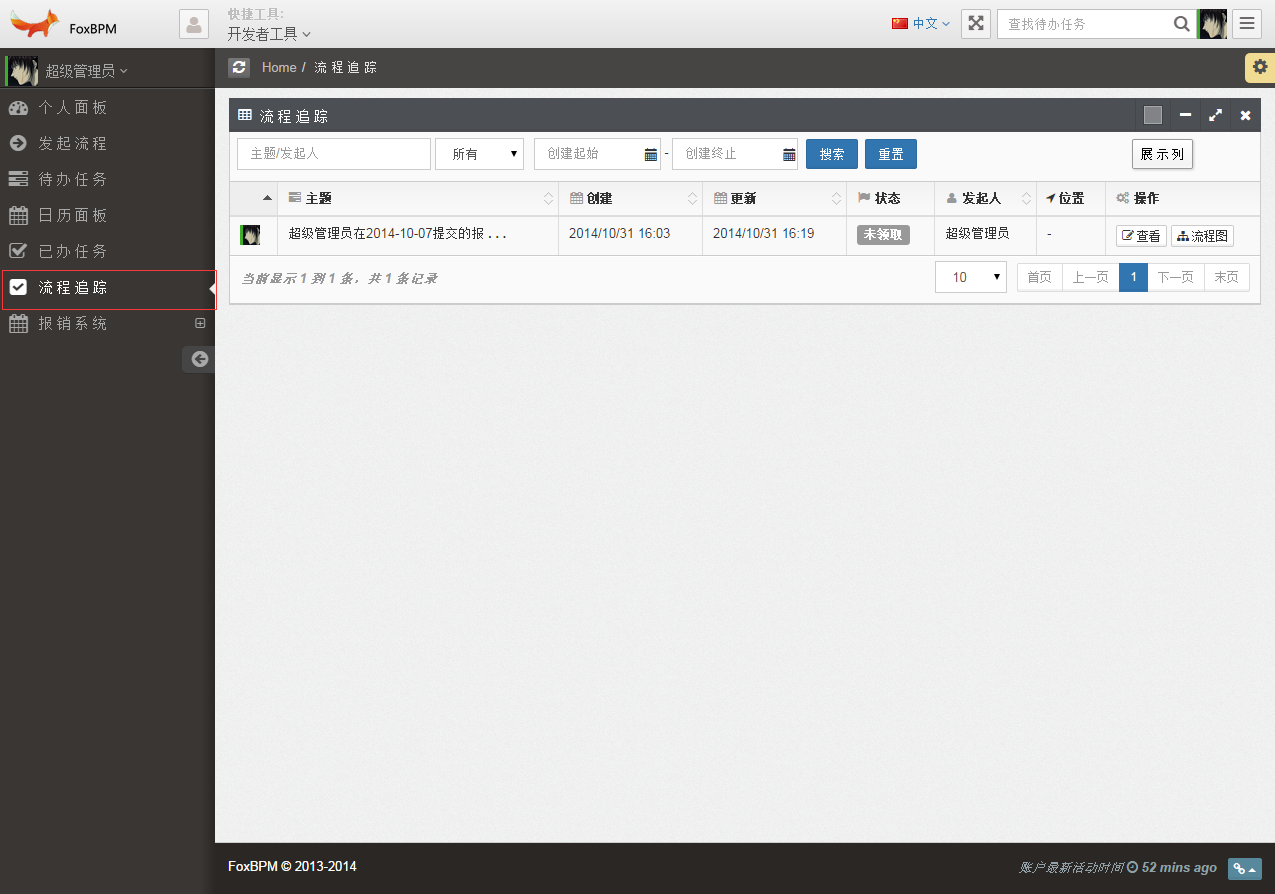 FoxBPM
快捷工具:
开发者工具
中文
查找待办任务
超级管理员
Home / 流程追踪
个人面板
发起流程
待办任务
日历面板
已办任务
流程追踪
报销系统
流程追踪
主题/发起人 所有 创建起始 - 创建终止 搜索 重置 展示列
主题 创建 更新 状态 发起人 位置 操作
超级管理员在2014-10-07提交的报 . . . 2014/10/31 16:03 2014/10/31 16:19 未领取 超级管理员 - 查看 流程图
当前显示 1 到 1 条，共 1 条记录 10 首页 上一页 1 下一页 末页
FoxBPM © 2013-2014
账户最新活动时间 52 mins ago